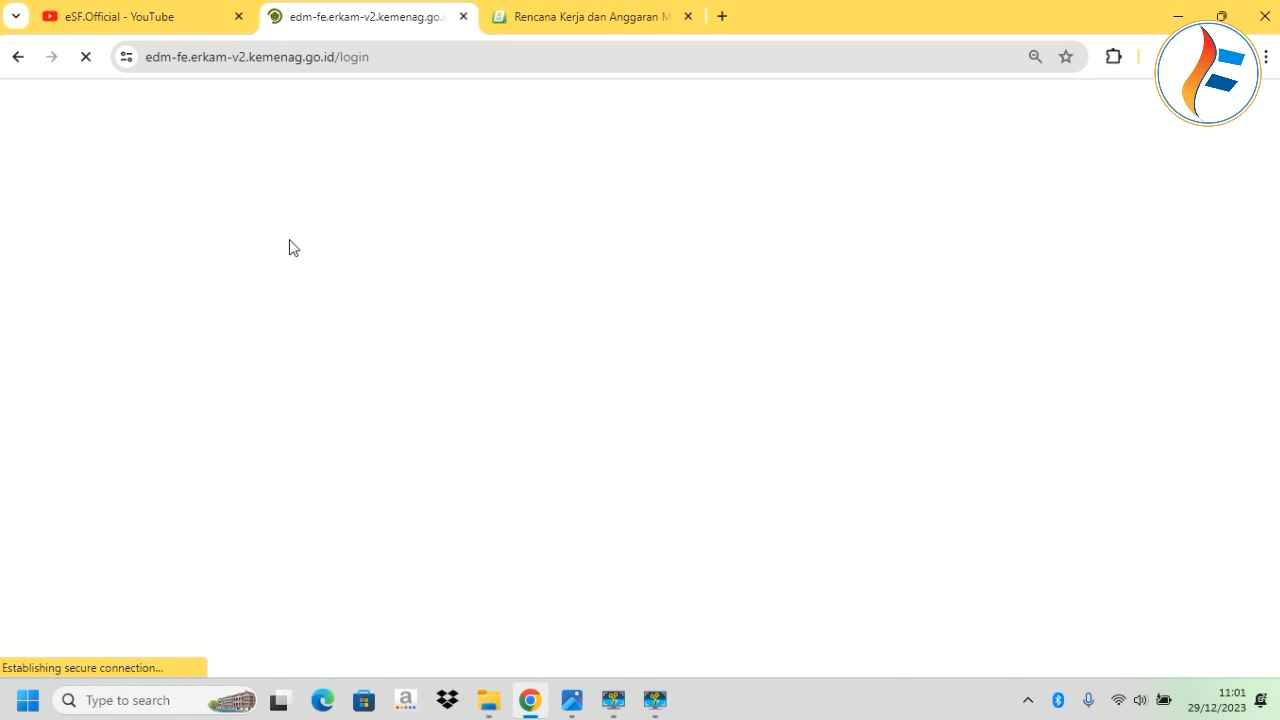 eSF.Official - YouTube
edm-fe.erkam-v2.kemenag.go.i
Rencana Kerja dan Anggaran M
edm-fe.erkam-v2.kemenag.go.id/login
Establishing secure connection...
Type to search
a
11:01
29/12/2023